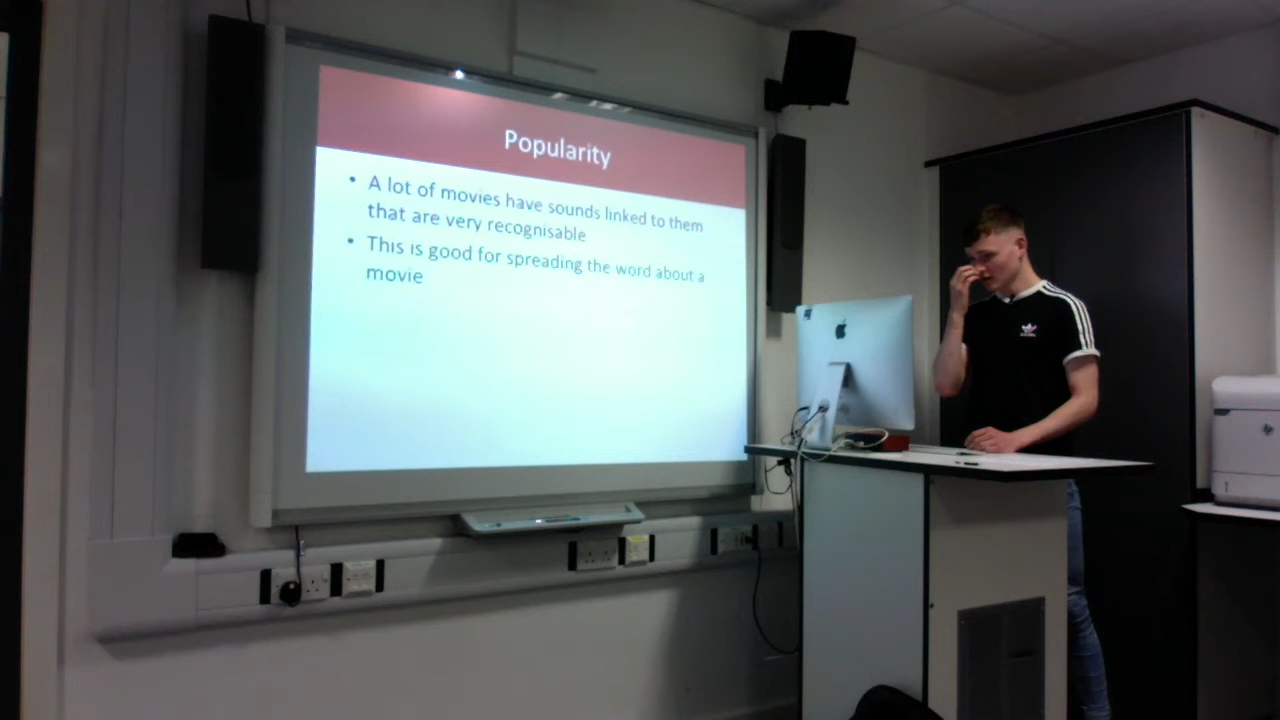 Popularity
• A lot of movies have sounds linked to them
that are very recognisable
• This is good for spreading the word about a
movie